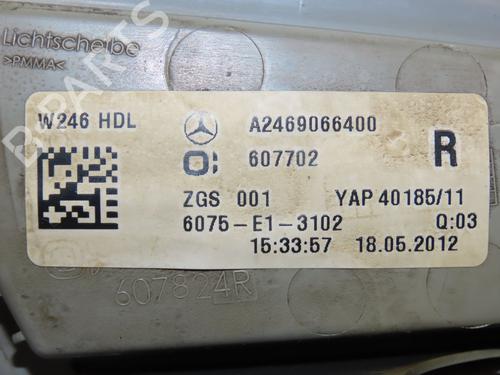 Lichtscheibe
>PMMA<
B-PARTS
W246 HDL
A2469066400
607702
R
ZGS 001
YAP 40185/11
6075-E1-3102
Q:03
15:33:57 18.05.2012
607824R